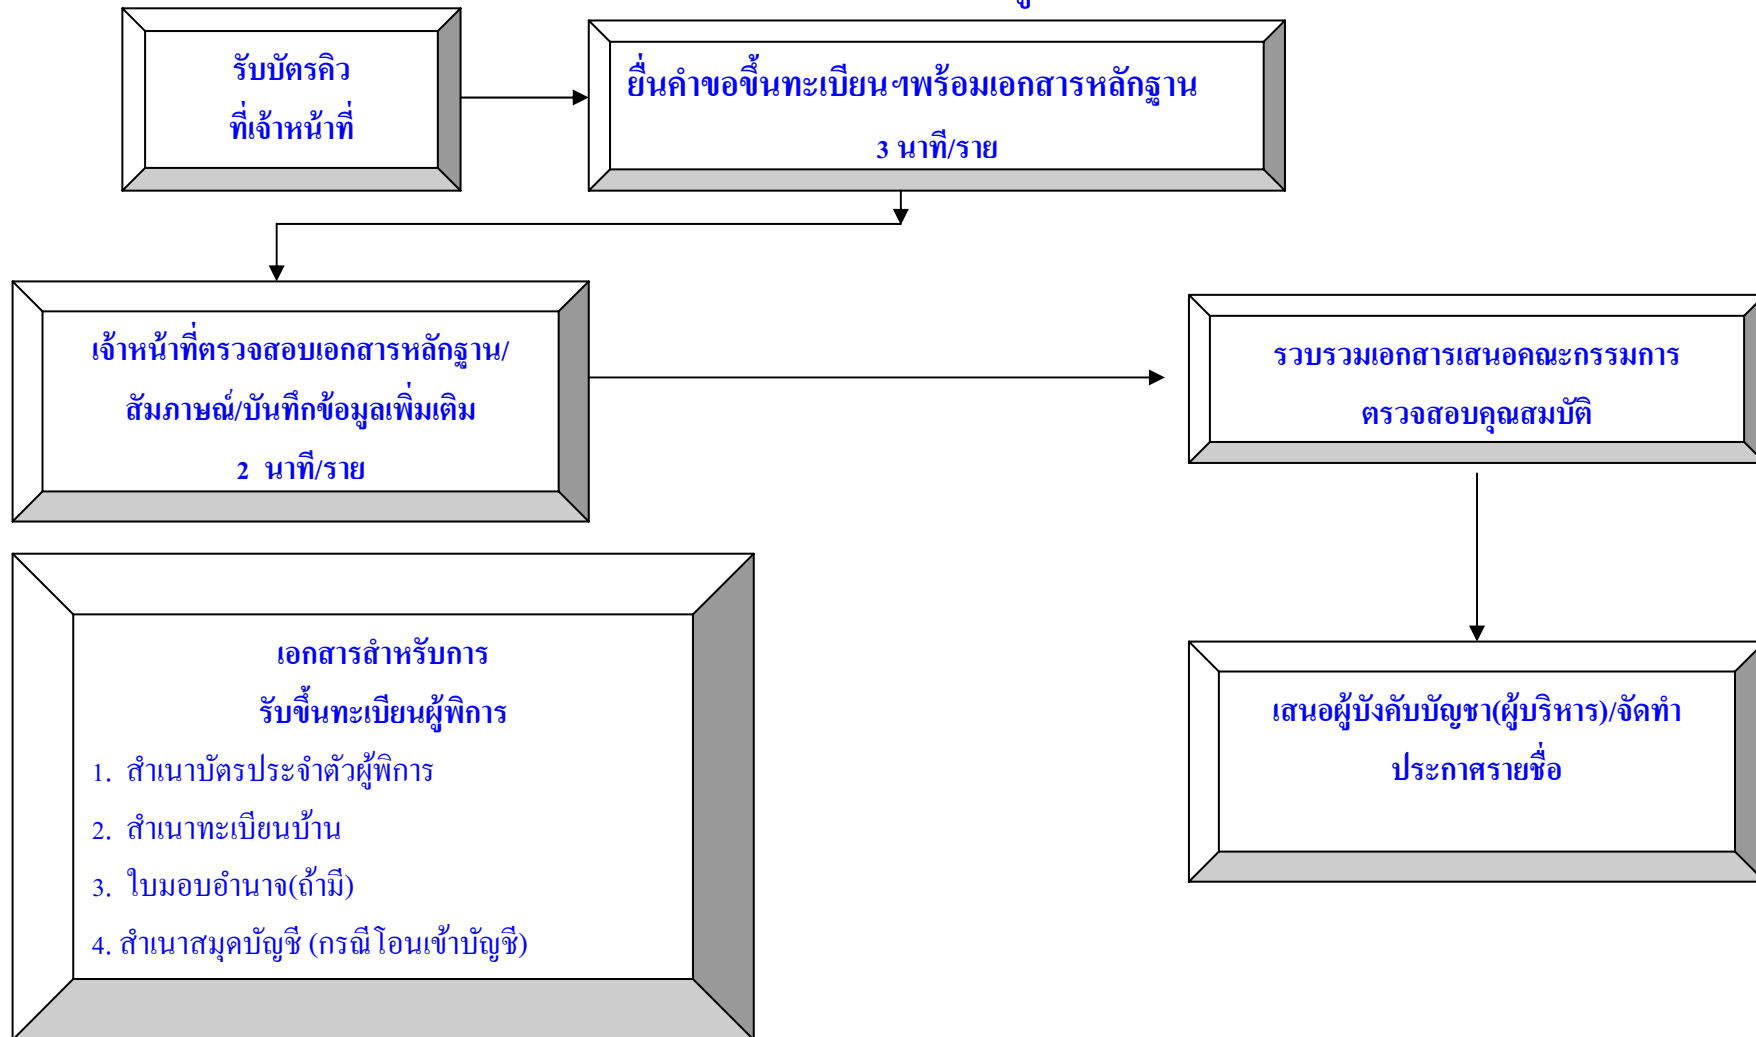 รับบัตรคิว
ที่เจ้าหน้าที่
ยื่นคำขอขึ้นทะเบียนฯพร้อมเอกสารหลักฐาน
3 นาที/ราย
เจ้าหน้าที่ตรวจสอบเอกสารหลักฐาน/
สัมภาษณ์/บันทึกข้อมูลเพิ่มเติม
2 นาที/ราย
รวบรวมเอกสารเสนอคณะกรรมการ
ตรวจสอบคุณสมบัติ
เสนอผู้บังคับบัญชา(ผู้บริหาร)/จัดทำ
ประกาศรายชื่อ
เอกสารสำหรับการ
รับขึ้นทะเบียนผู้พิการ
1. สำเนาบัตรประจำตัวผู้พิการ
2. สำเนาทะเบียนบ้าน
3. ใบมอบอำนาจ(ถ้ามี)
4. สำเนาสมุดบัญชี (กรณีโอนเข้าบัญชี)